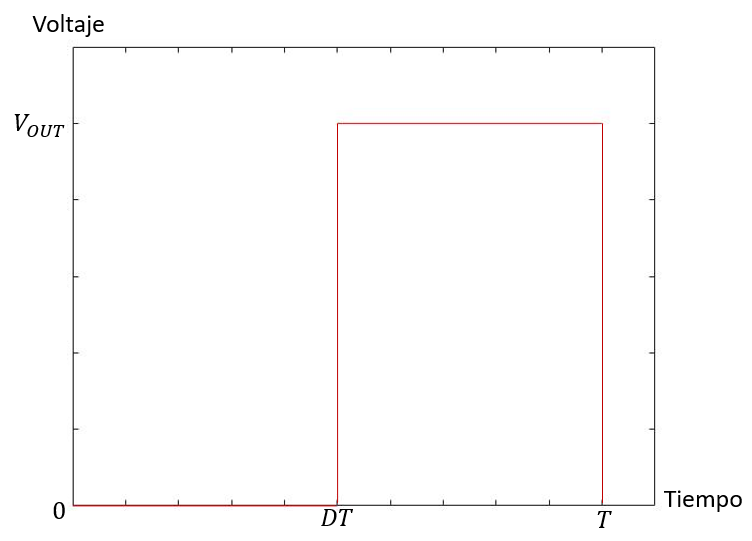 Voltaje
V_OUT
0
DT
T
Tiempo